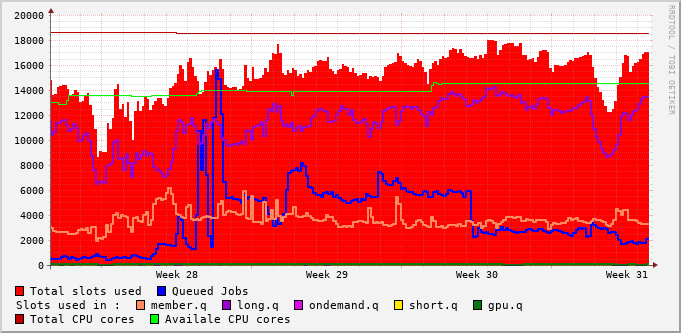 20000
18000
16000
14000
12000
10000
8000
6000
4000
2000
0
Week 28 Week 29 Week 30 Week 31
RRDTOOL / TOBI OETIKER
Total slots used Queued Jobs
Slots used in : member.q long.q ondemand.q short.q gpu.q
Total CPU cores Availale CPU cores